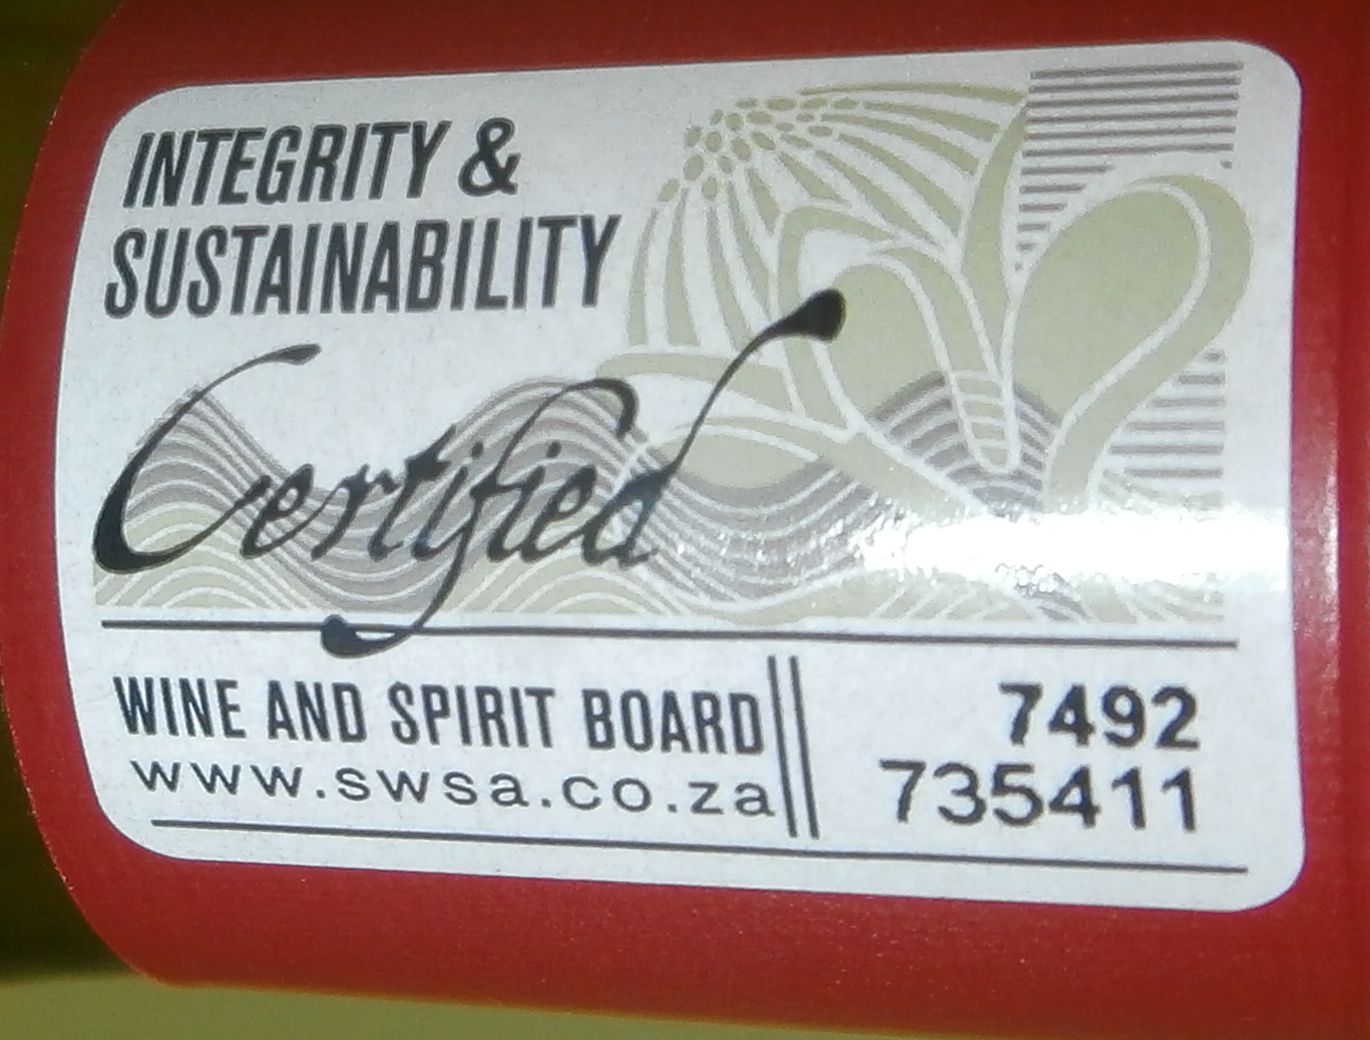 INTEGRITY &
SUSTAINABILITY
Certified
WINE AND SPIRIT BOARD
www.swsa.co.za
7492
735411